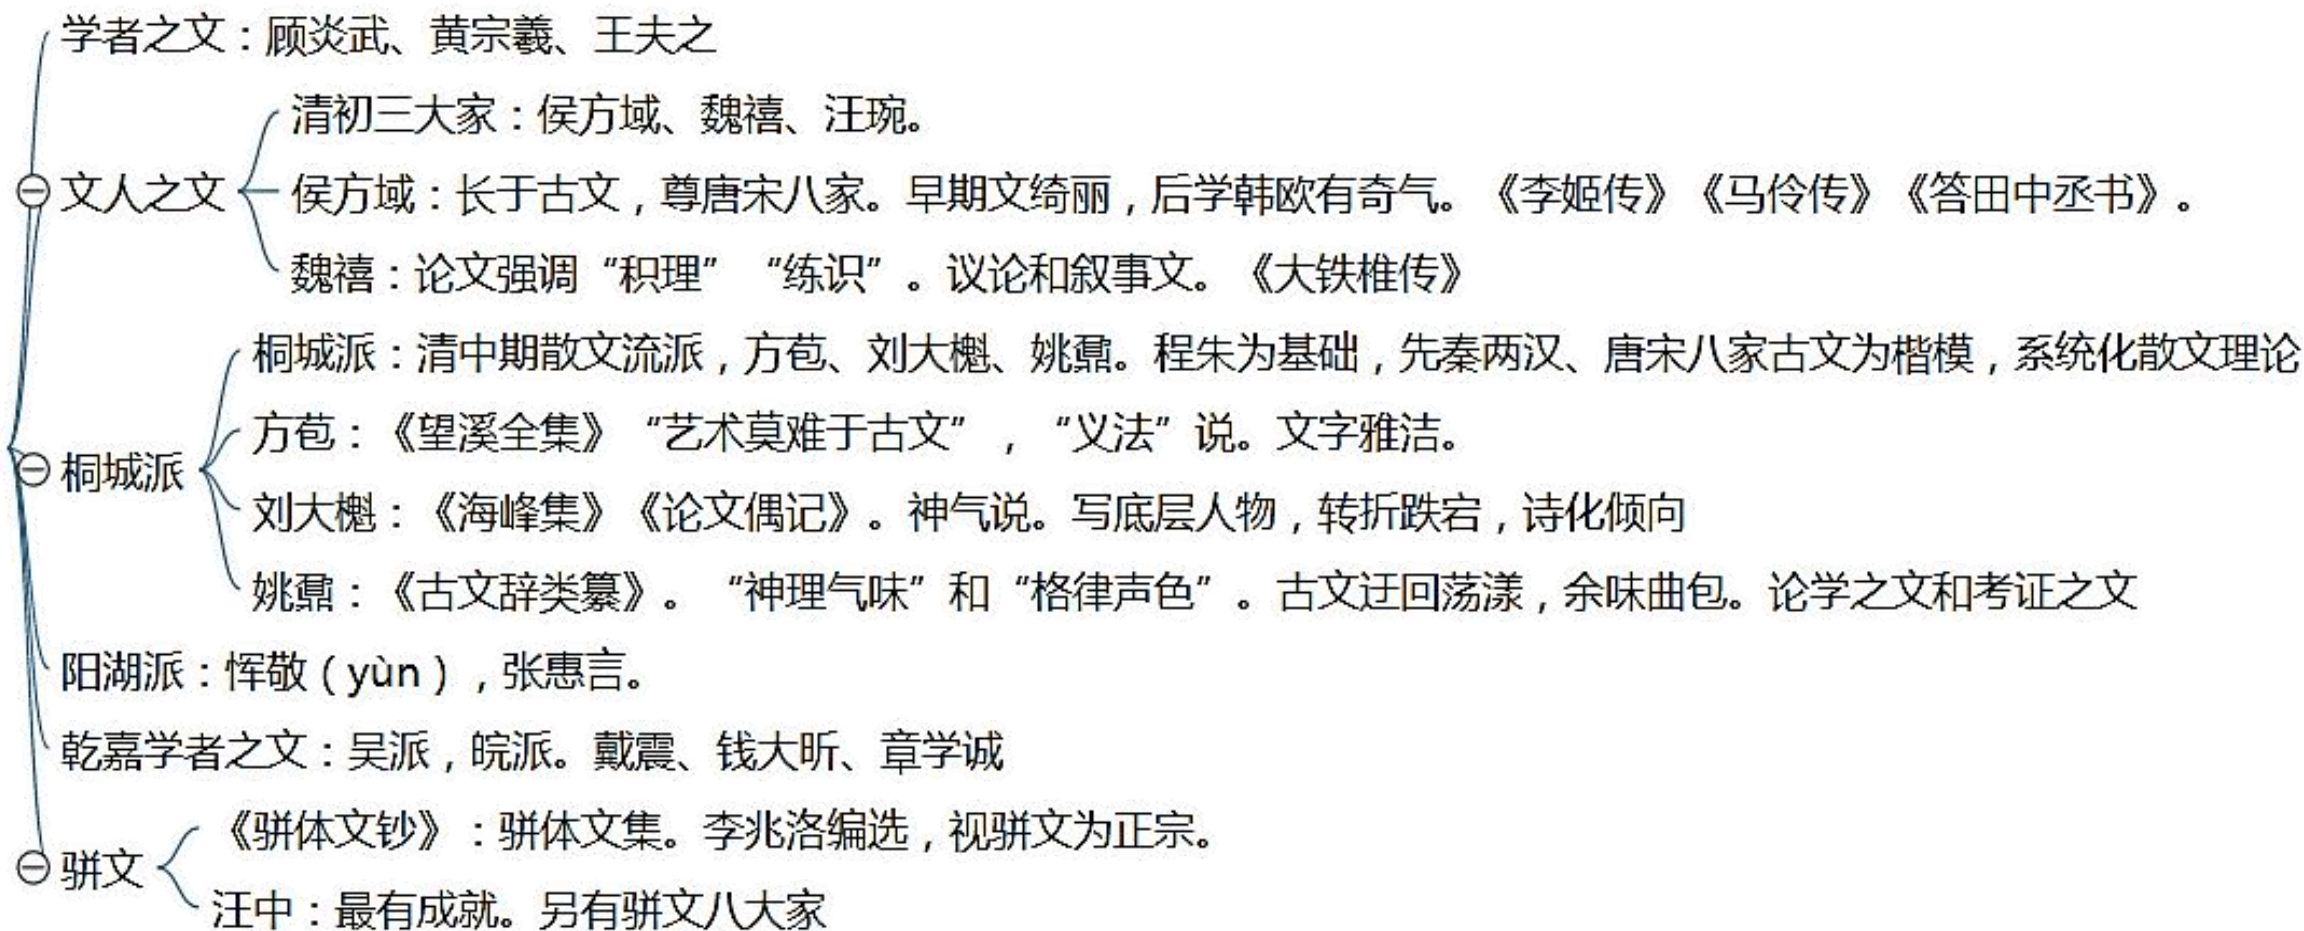 学者之文：顾炎武、黄宗羲、王夫之
清初三大家：侯方域、魏禧、汪琬。
文人之文
侯方域：长于古文，尊唐宋八家。早期文绮丽，后学韩欧有奇气。《李姬传》《马伶传》《答田中丞书》。
魏禧：论文强调“积理”“练识”。议论和叙事文。《大铁椎传》
桐城派：清中期散文流派，方苞、刘大櫆、姚鼐。程朱为基础，先秦两汉、唐宋八家古文为楷模，系统化散文理论
方苞：《望溪全集》“艺术莫难于古文”，“义法”说。文字雅洁。
桐城派
刘大櫆：《海峰集》《论文偶记》。神气说。写底层人物，转折跌宕，诗化倾向
姚鼐：《古文辞类纂》。“神理气味”和“格律声色”。古文迂回荡漾，余味曲包。论学之文和考证之文
阳湖派：恽敬（yùn），张惠言。
乾嘉学者之文：吴派，皖派。戴震、钱大昕、章学诚
《骈体文钞》：骈体文集。李兆洛编选，视骈文为正宗。
骈文
汪中：最有成就。另有骈文八大家